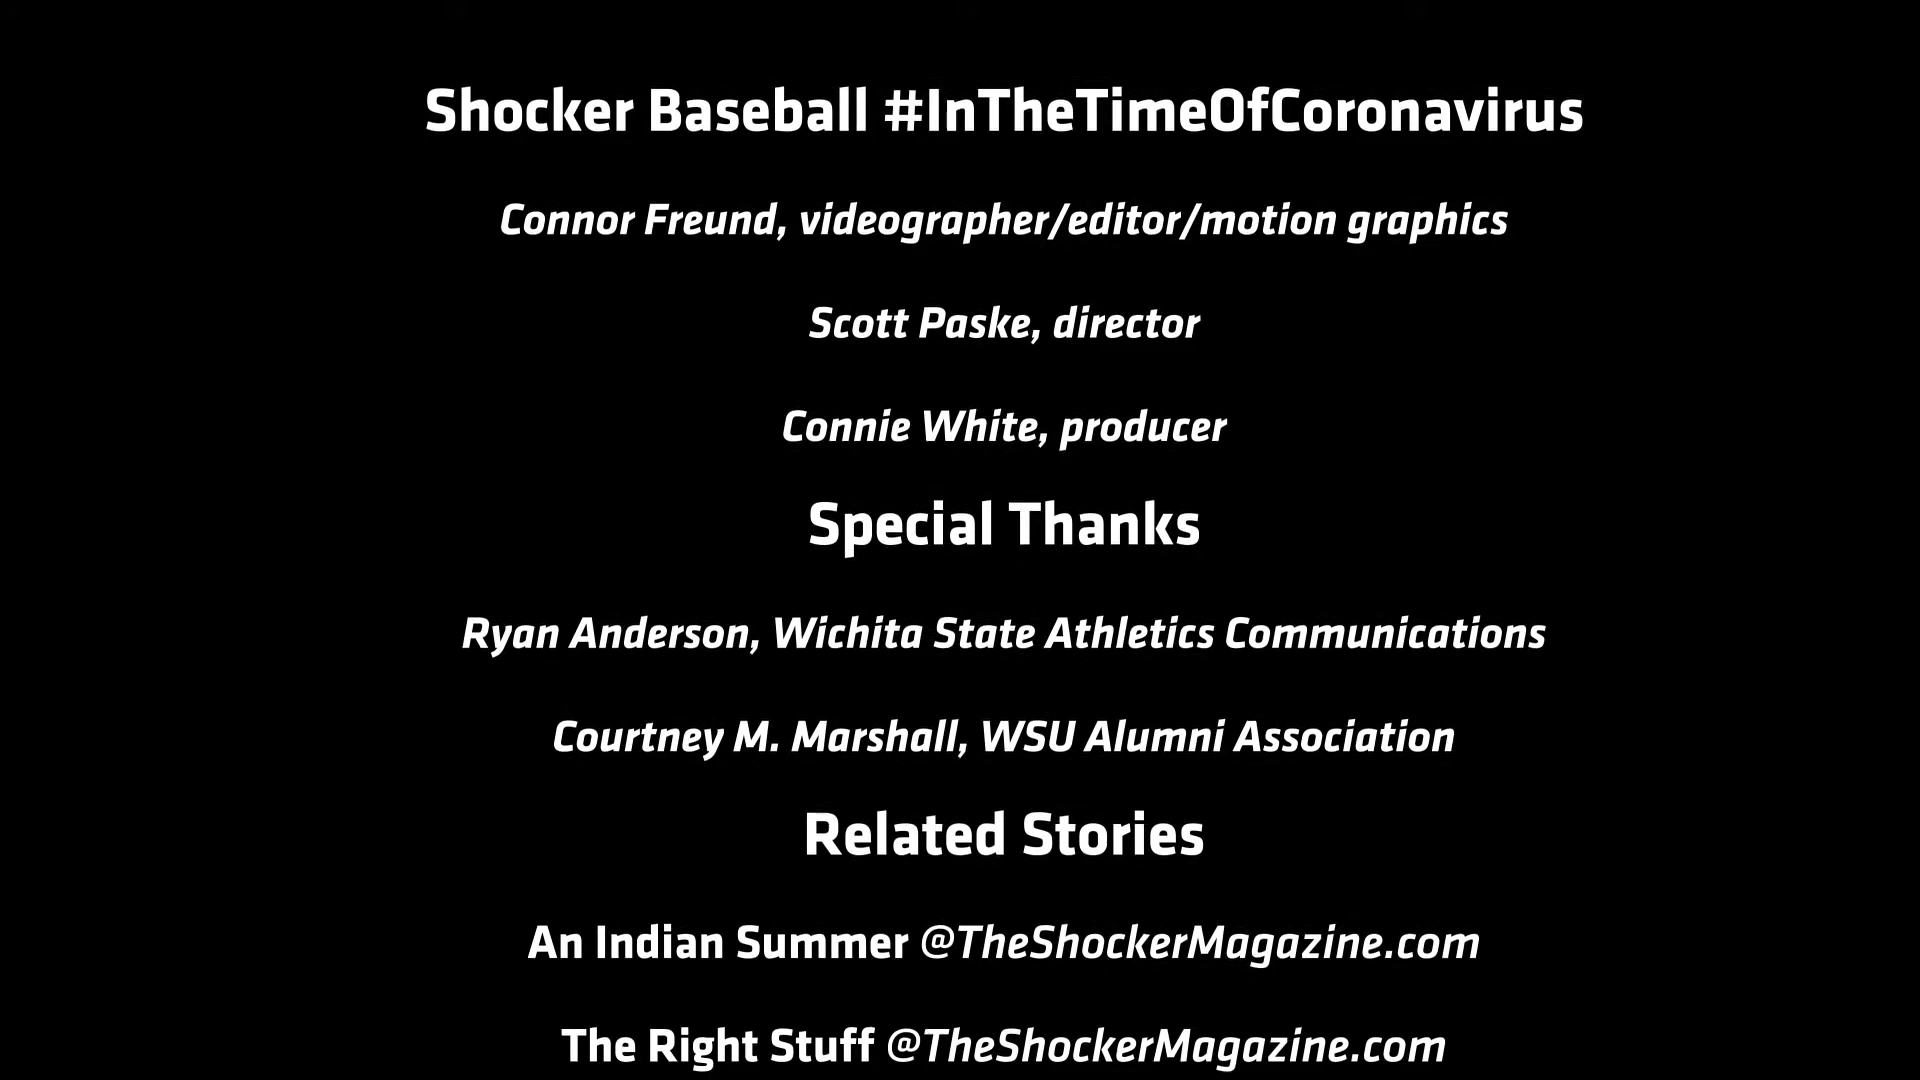 Shocker Baseball #InTheTimeOfCoronavirus
Connor Freund, videographer/editor/motion graphics
Scott Paske, director
Connie White, producer
Special Thanks
Ryan Anderson, Wichita State Athletics Communications
Courtney M. Marshall, WSU Alumni Association
Related Stories
An Indian Summer @TheShockerMagazine.com
The Right Stuff @TheShockerMagazine.com